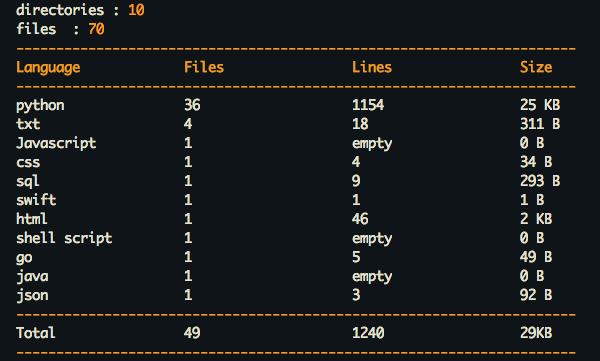 directories : 10
files : 70
----------------------------------------------------------------------
Language Files Lines Size
----------------------------------------------------------------------
python 36 1154 25 KB
txt 4 18 311 B
Javascript 1 empty 0 B
css 1 4 34 B
sql 1 9 293 B
swift 1 1 1 B
html 1 46 2 KB
shell script 1 empty 0 B
go 1 5 49 B
java 1 empty 0 B
json 1 3 92 B
----------------------------------------------------------------------
Total 49 1240 29KB
----------------------------------------------------------------------